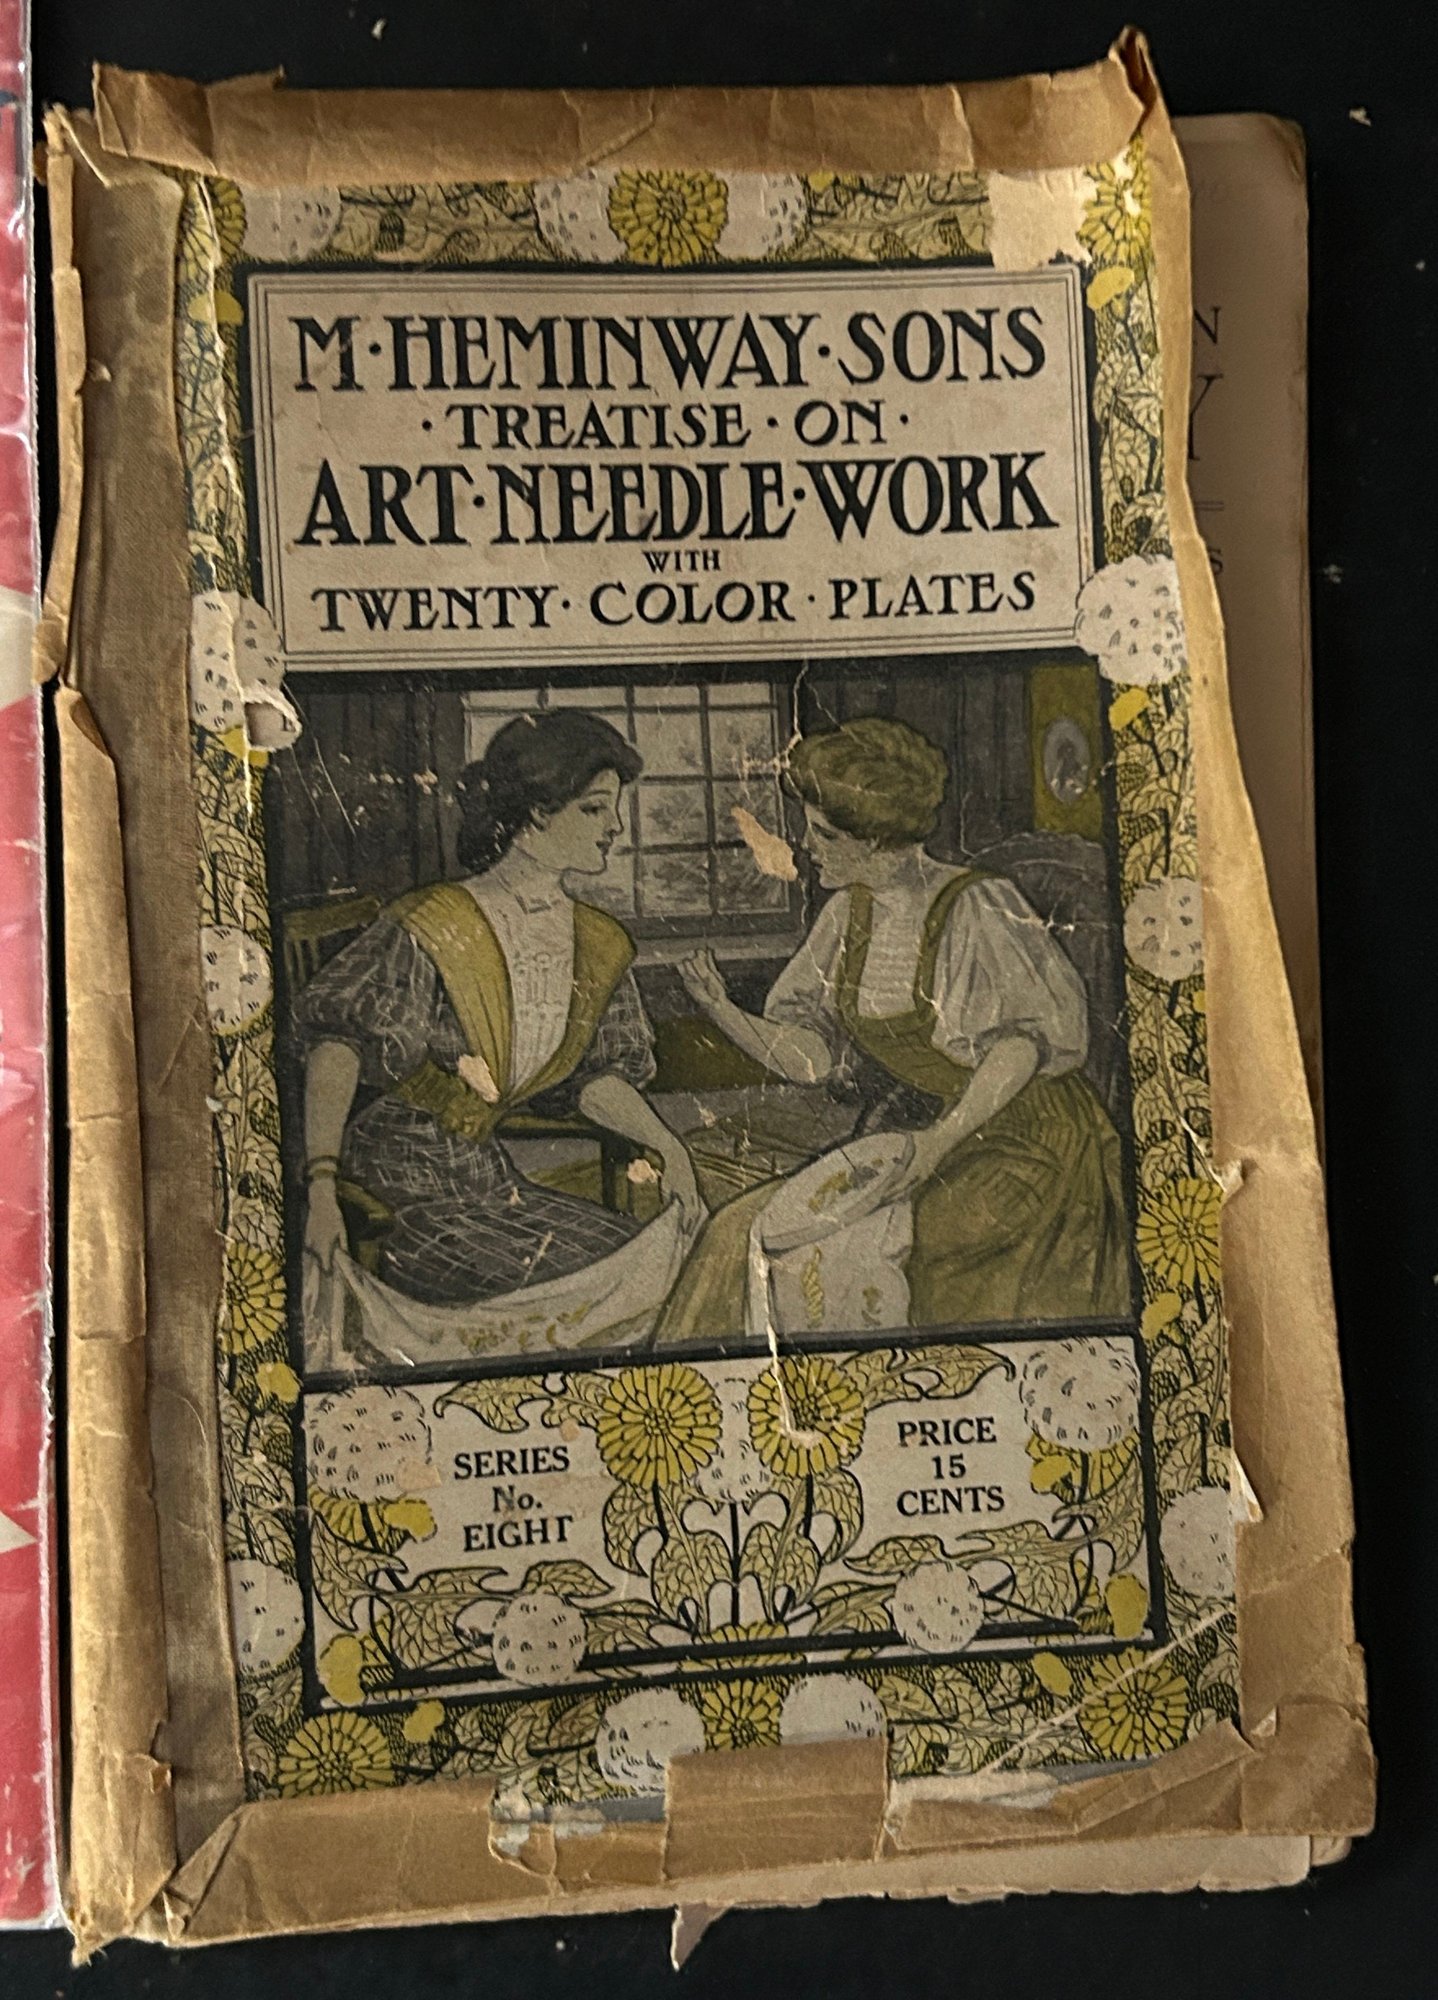 M·HEMINWAY·SONS
·TREATISE·ON·
ART·NEEDLE·WORK
WITH
TWENTY·COLOR·PLATES
SERIES
No.
EIGHT
PRICE
15
CENTS
N
Y
S